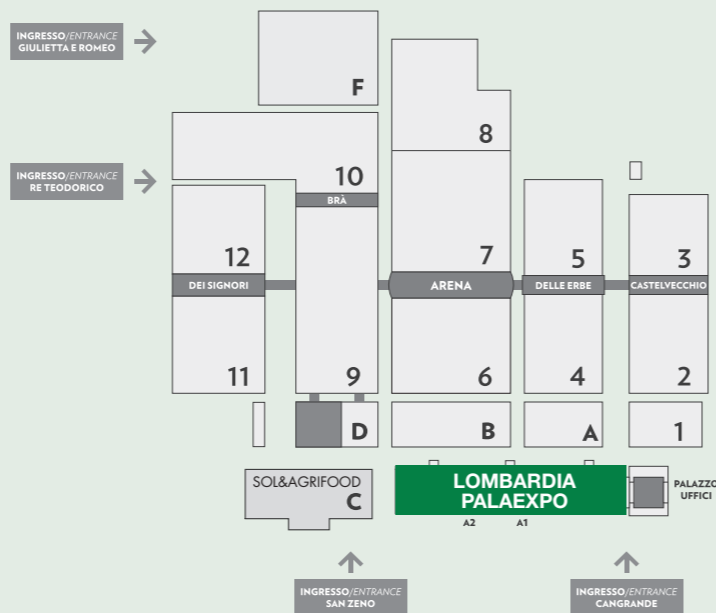 INGRESSO/ENTRANCE
GIULIETTA E ROMEO
F
8
INGRESSO/ENTRANCE
RE TEODORICO
10
BRÀ
12
7
5
3
DEI SIGNORI
ARENA
DELLE ERBE
CASTELVECCHIO
11
9
6
4
2
D
B
A
1
SOL&AGRIFOOD
C
LOMBARDIA
PALAEXPO
PALAZZO
UFFICI
A2
A1
INGRESSO/ENTRANCE
SAN ZENO
INGRESSO/ENTRANCE
CANGRANDE